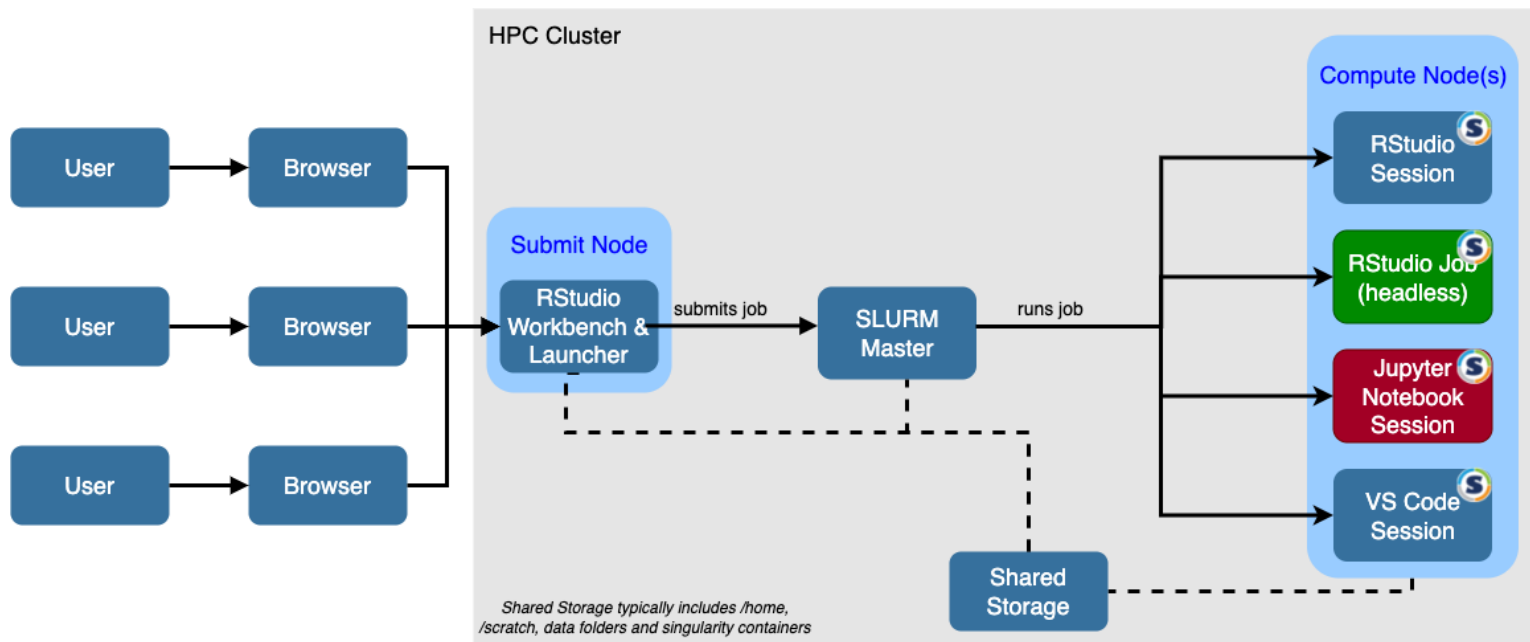 HPC Cluster
Compute Node(s)
User
Browser
User
Browser
User
Browser
Submit Node
RStudio
Workbench &
Launcher
submits job
SLURM
Master
runs job
RStudio
Session
S
RStudio Job
(headless)
S
Jupyter
Notebook
Session
S
VS Code
Session
S
Shared
Storage
Shared Storage typically includes /home,
/scratch, data folders and singularity containers